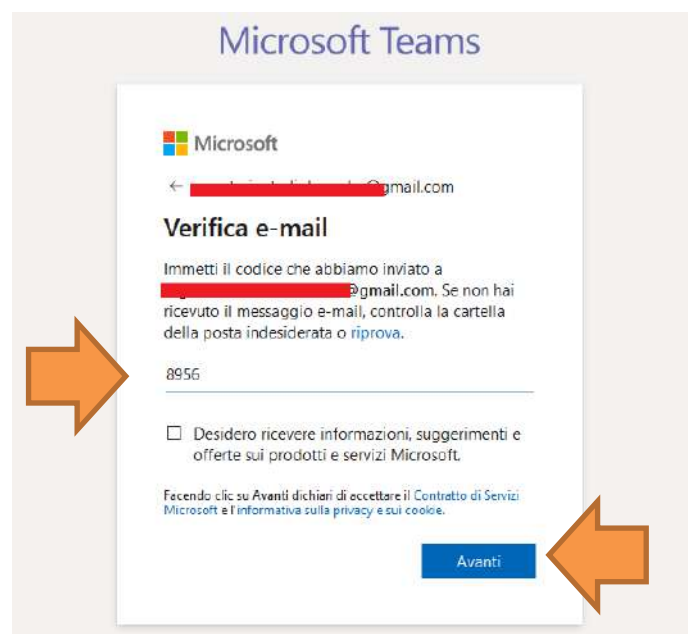 Microsoft Teams
Microsoft
← @gmail.com
Verifica e-mail
Immetti il codice che abbiamo inviato a
@gmail.com. Se non hai
ricevuto il messaggio e-mail, controlla la cartella
della posta indesiderata o riprova.
8956
Desidero ricevere informazioni, suggerimenti e
offerte sui prodotti e servizi Microsoft.
Facendo clic su Avanti dichiari di accettare il Contratto di Servizi
Microsoft e l'informativa sulla privacy e sui cookie.
Avanti